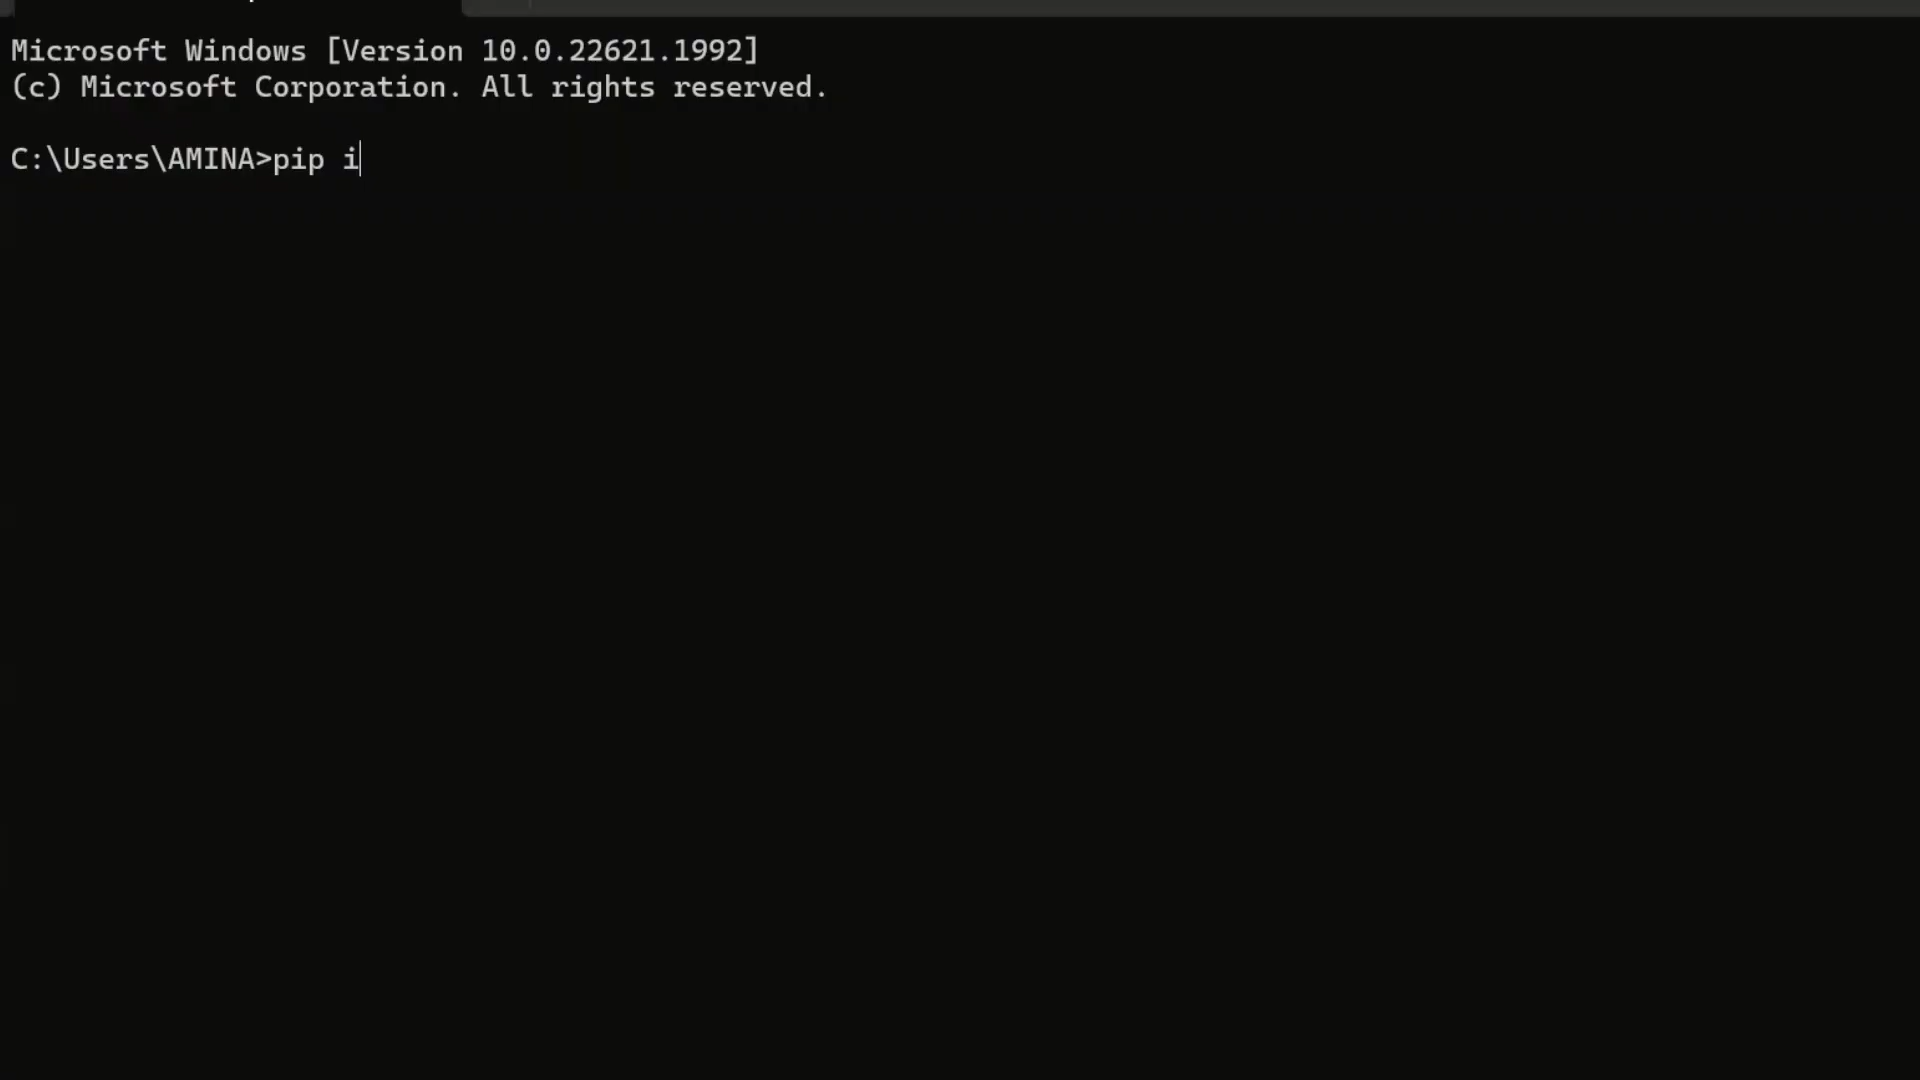 Microsoft Windows [Version 10.0.22621.1992]
(c) Microsoft Corporation. All rights reserved.
C:\Users\AMINA>pip i